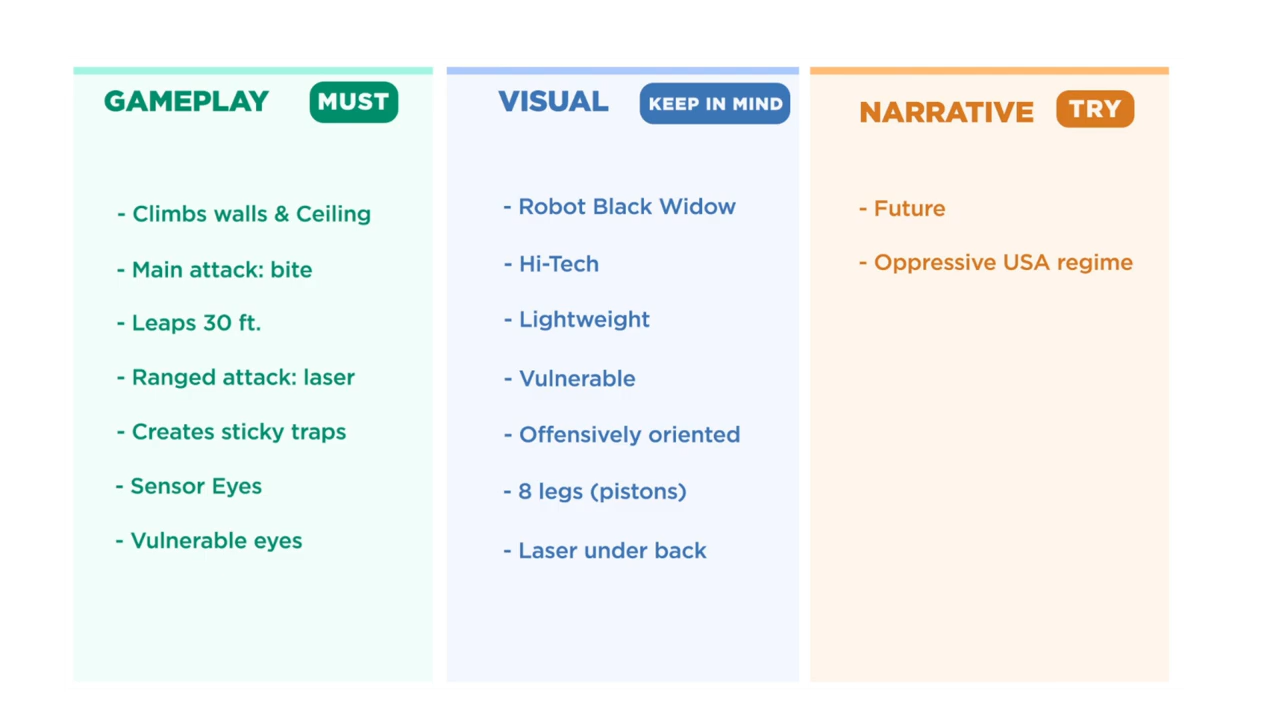 GAMEPLAY MUST
- Climbs walls & Ceiling
- Main attack: bite
- Leaps 30 ft.
- Ranged attack: laser
- Creates sticky traps
- Sensor Eyes
- Vulnerable eyes
VISUAL KEEP IN MIND
- Robot Black Widow
- Hi-Tech
- Lightweight
- Vulnerable
- Offensively oriented
- 8 legs (pistons)
- Laser under back
NARRATIVE TRY
- Future
- Oppressive USA regime